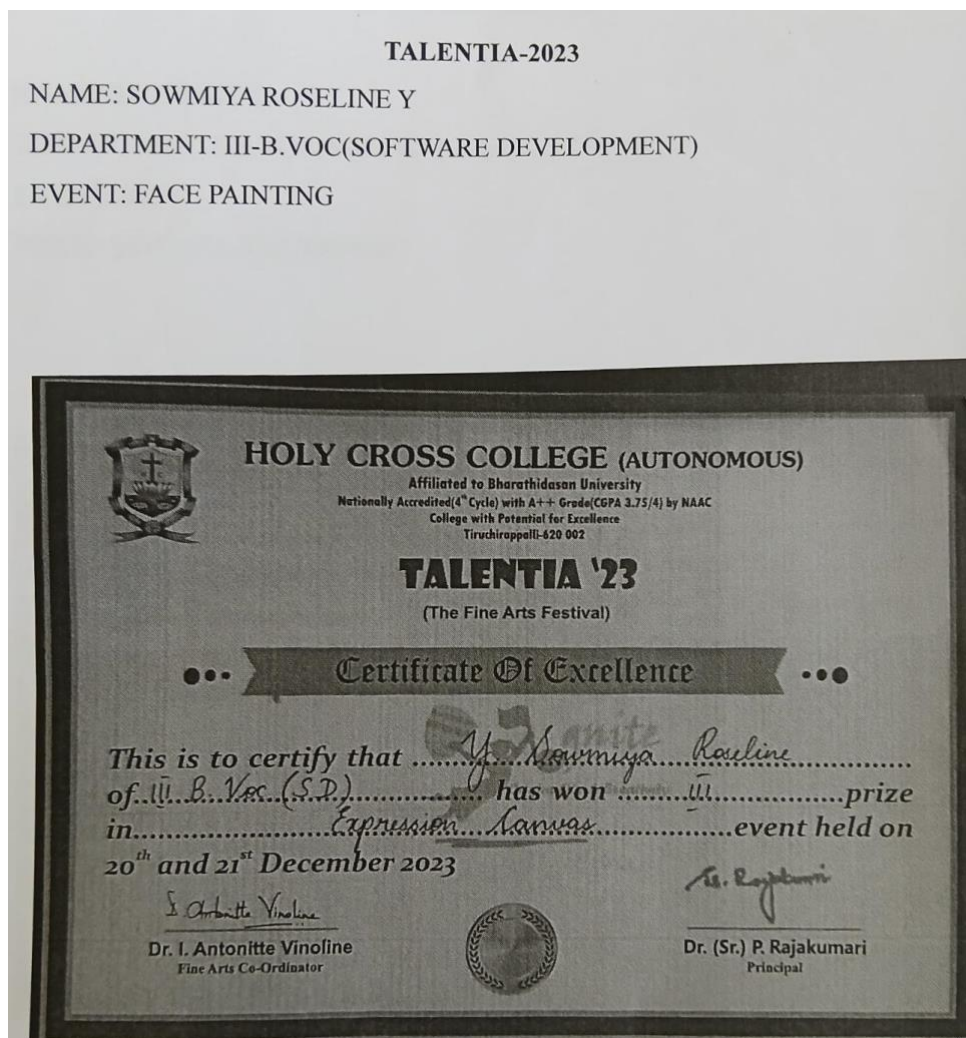 TALENTIA-2023
NAME: SOWMIYA ROSELINE Y
DEPARTMENT: III-B.VOC(SOFTWARE DEVELOPMENT)
EVENT: FACE PAINTING
HOLY CROSS COLLEGE (AUTONOMOUS)
Affiliated to Bharathidasan University
Nationally Accredited(4th Cycle) with A++ Grade(CGPA 3.75/4) by NAAC
College with Potential for Excellence
Tiruchirappalli-620 002
TALENTIA '23
(The Fine Arts Festival)
Certificate Of Excellence
This is to certify that ......Y. Sowmiya Roseline..............
of..III B. Voc (S.D.)................ has won .........III.................prize
in.........................Expression Canvas.................event held on
20th and 21st December 2023
I. Antonitte Vinoline
Dr. I. Antonitte Vinoline
Fine Arts Co-Ordinator
Sr. Rajakumari
Dr. (Sr.) P. Rajakumari
Principal